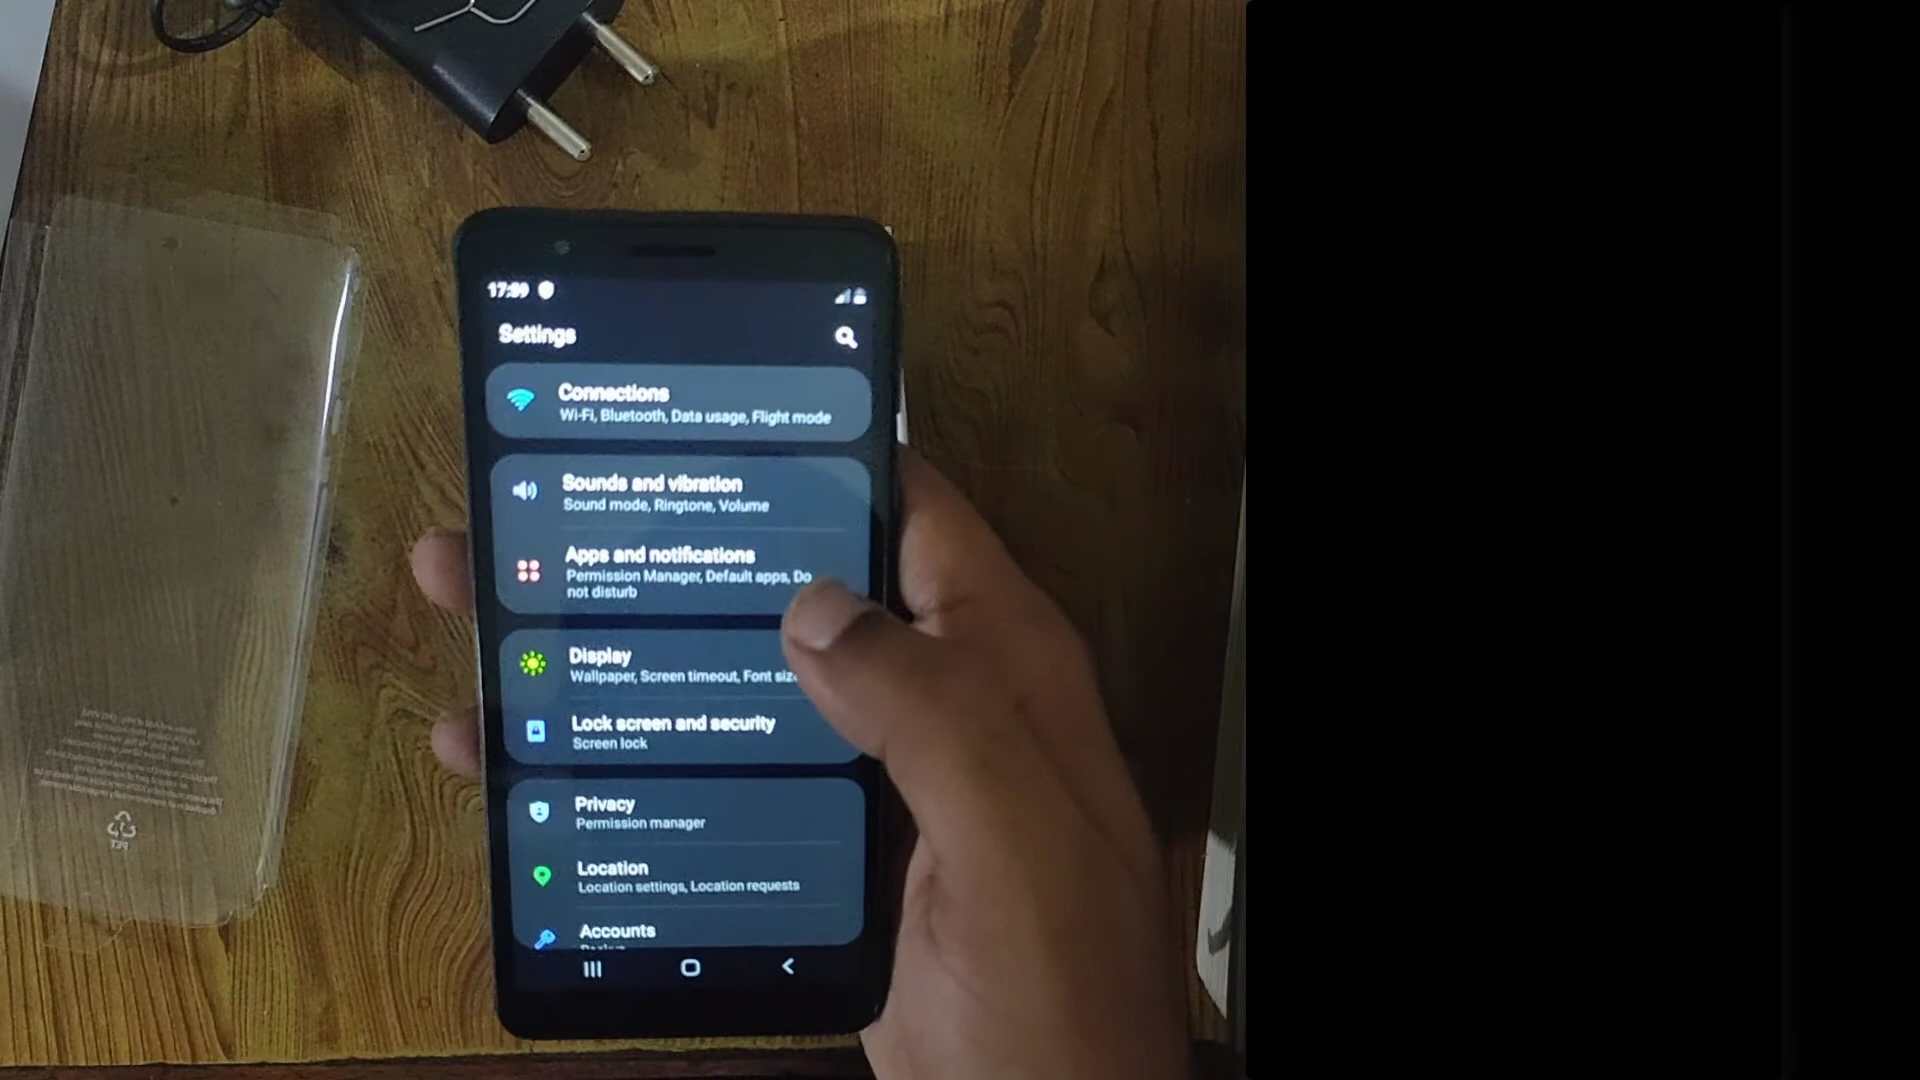 17:59
Settings
Connections
Wi-Fi, Bluetooth, Data usage, Flight mode
Sounds and vibration
Sound mode, Ringtone, Volume
Apps and notifications
Permission Manager, Default apps, Do
not disturb
Display
Wallpaper, Screen timeout, Font
Lock screen and security
Screen lock
Privacy
Permission manager
Location
Location settings, Location requests
Accounts
PET